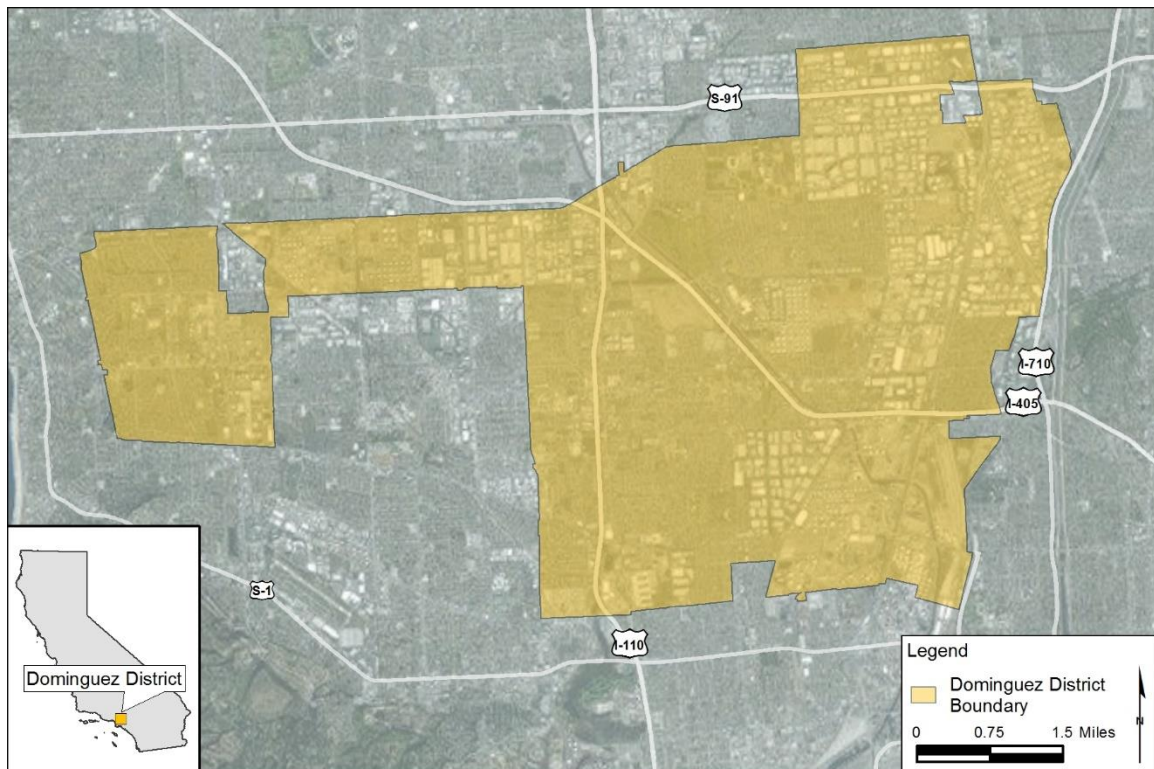 S-91
I-710
I-405
S-1
I-110
Dominguez District
Legend
Dominguez District
Boundary
0 0.75 1.5 Miles
N